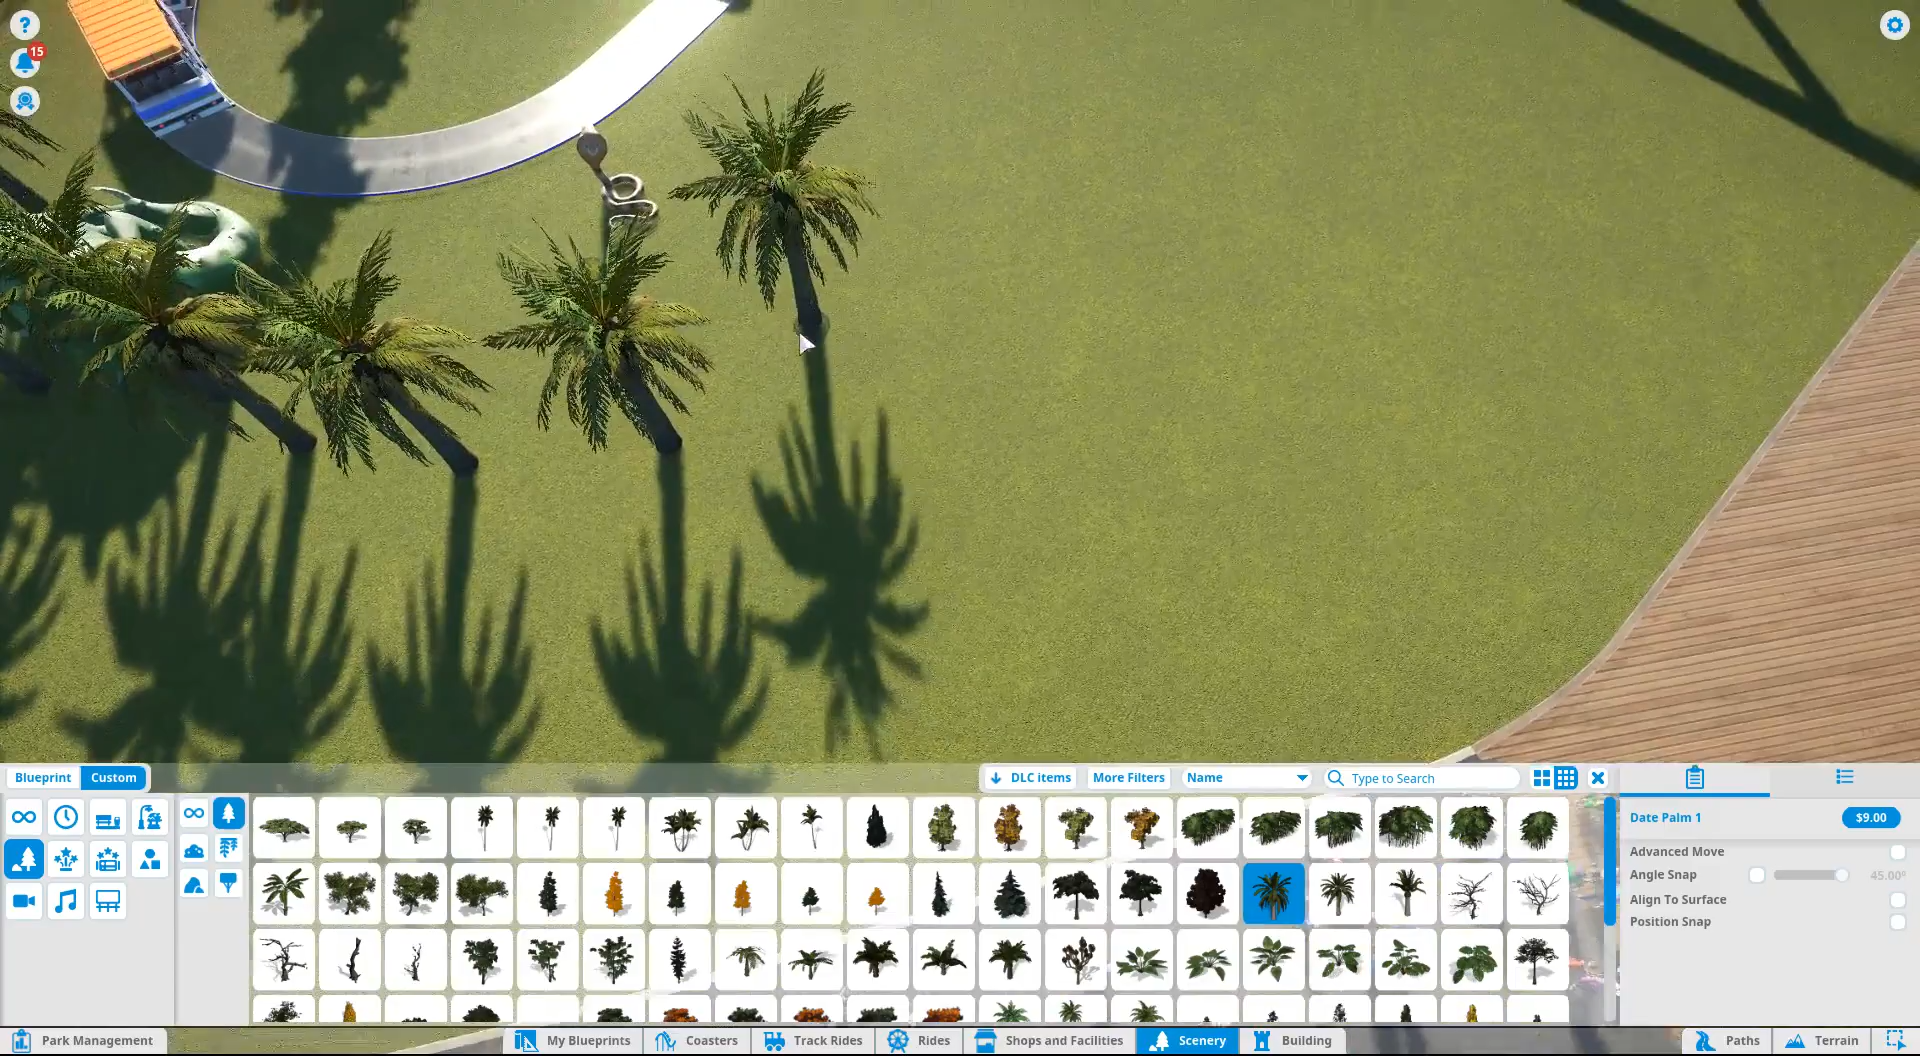 ?
15
Blueprint
Custom
DLC items
More Filters
Name
Type to Search
Date Palm 1
$9.00
Advanced Move
Angle Snap
45.00º
Align To Surface
Position Snap
Park Management
My Blueprints
Coasters
Track Rides
Rides
Shops and Facilities
Scenery
Building
Paths
Terrain